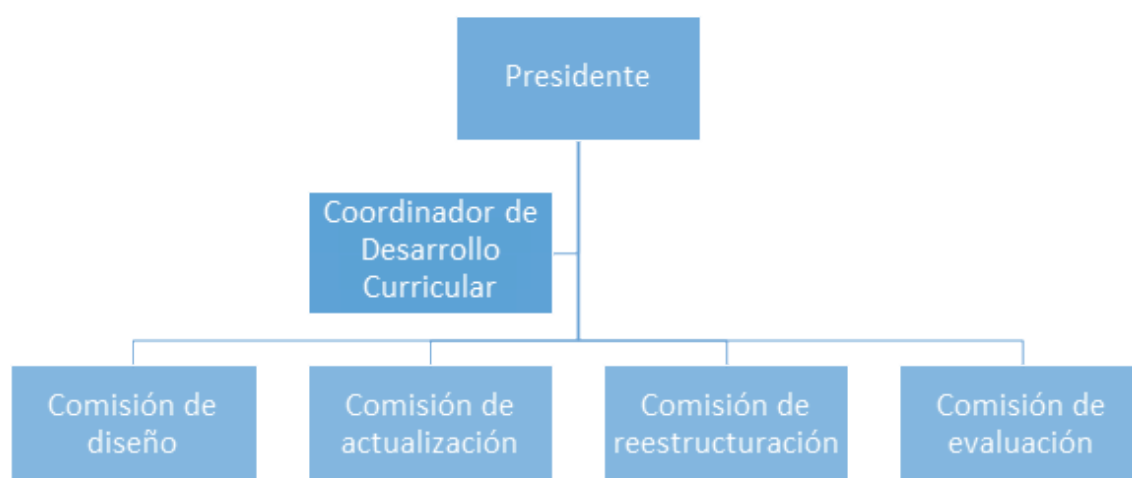 Presidente
Coordinador de
Desarrollo
Curricular
Comisión de
diseño
Comisión de
actualización
Comisión de
reestructuración
Comisión de
evaluación